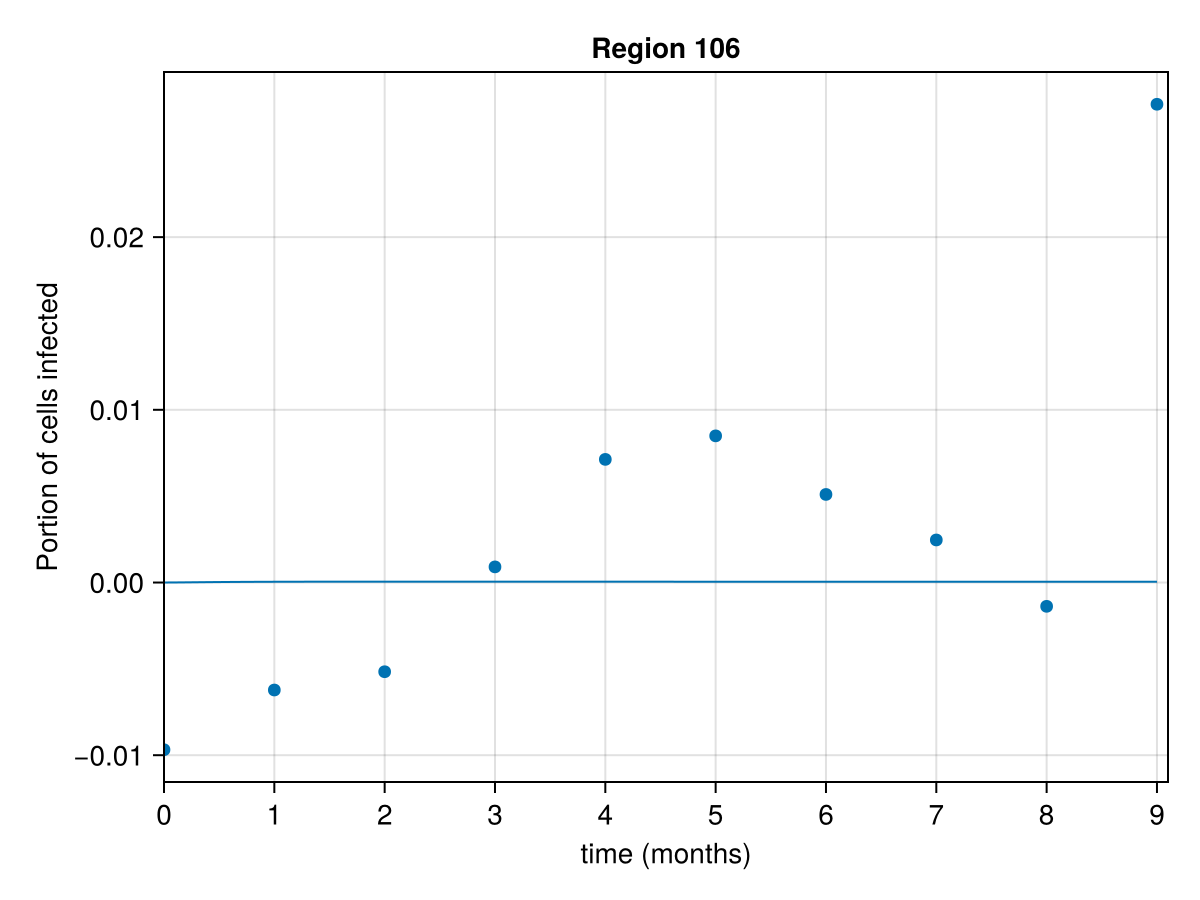 Region 106
Portion of cells infected
0.02
0.01
0.00
−0.01
0 1 2 3 4 5 6 7 8 9
time (months)